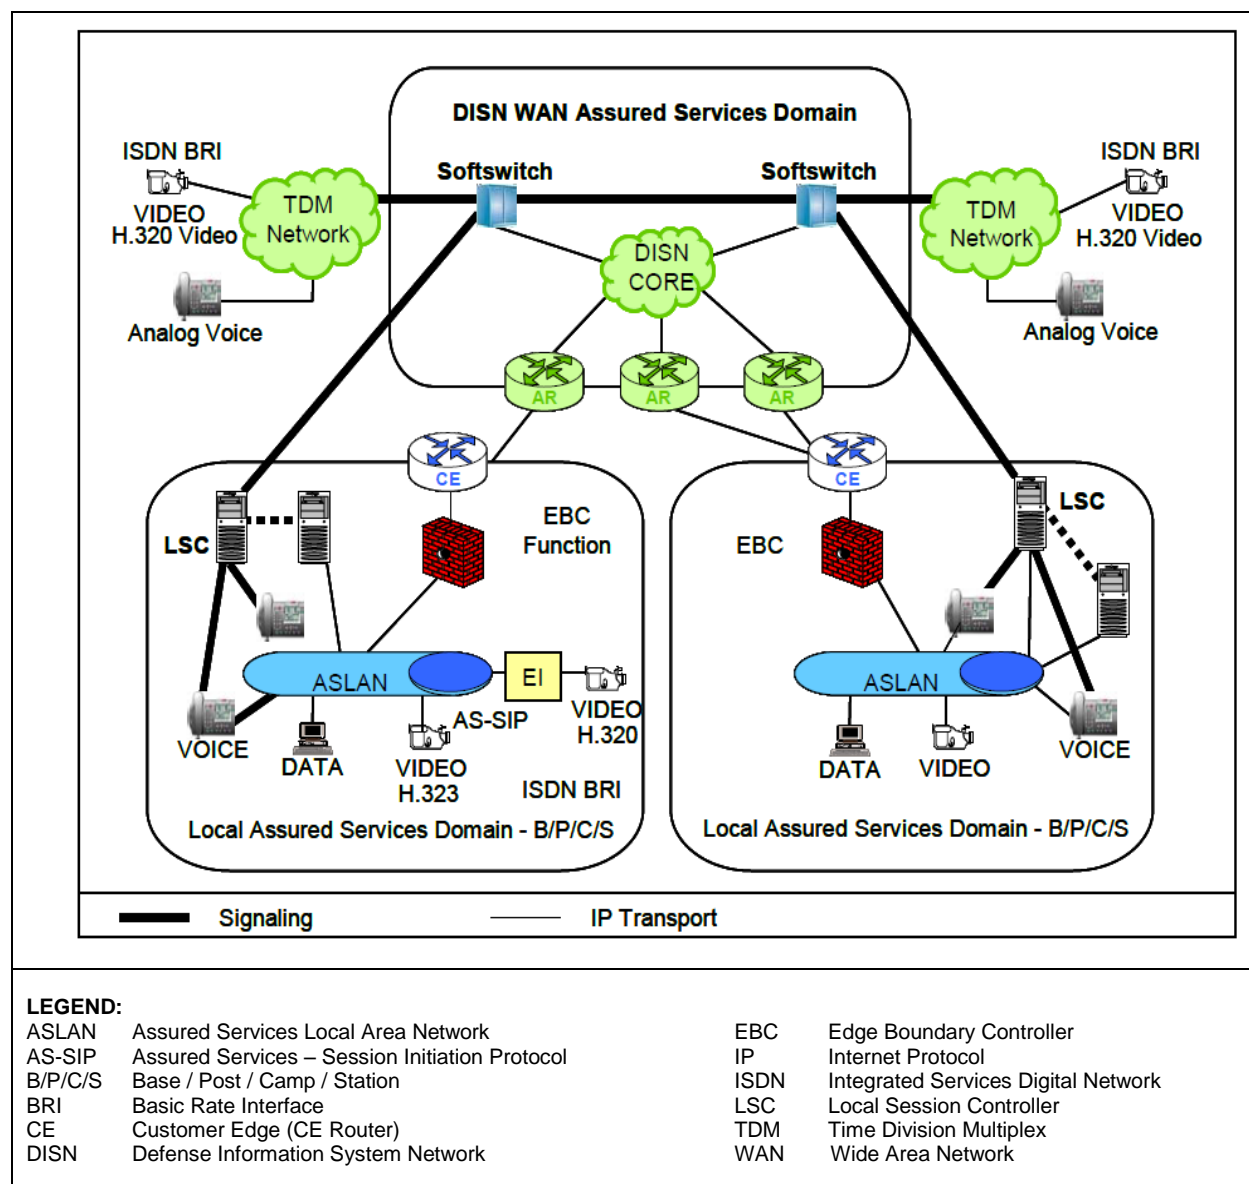 DISN WAN Assured Services Domain
ISDN BRI
VIDEO
H.320 Video
TDM
Network
Analog Voice
Softswitch
Softswitch
ISDN BRI
VIDEO
H.320 Video
TDM
Network
Analog Voice
DISN
CORE
AR
AR
AR
CE
CE
LSC
EBC
Function
EBC
LSC
ASLAN
EI
AS-SIP
VIDEO
H.320
VOICE
DATA
VIDEO
H.323
ISDN BRI
Local Assured Services Domain - B/P/C/S
ASLAN
DATA
VIDEO
VOICE
Local Assured Services Domain - B/P/C/S
Signaling
IP Transport
LEGEND:
ASLAN Assured Services Local Area Network
AS-SIP Assured Services – Session Initiation Protocol
B/P/C/S Base / Post / Camp / Station
BRI Basic Rate Interface
CE Customer Edge (CE Router)
DISN Defense Information System Network
EBC Edge Boundary Controller
IP Internet Protocol
ISDN Integrated Services Digital Network
LSC Local Session Controller
TDM Time Division Multiplex
WAN Wide Area Network